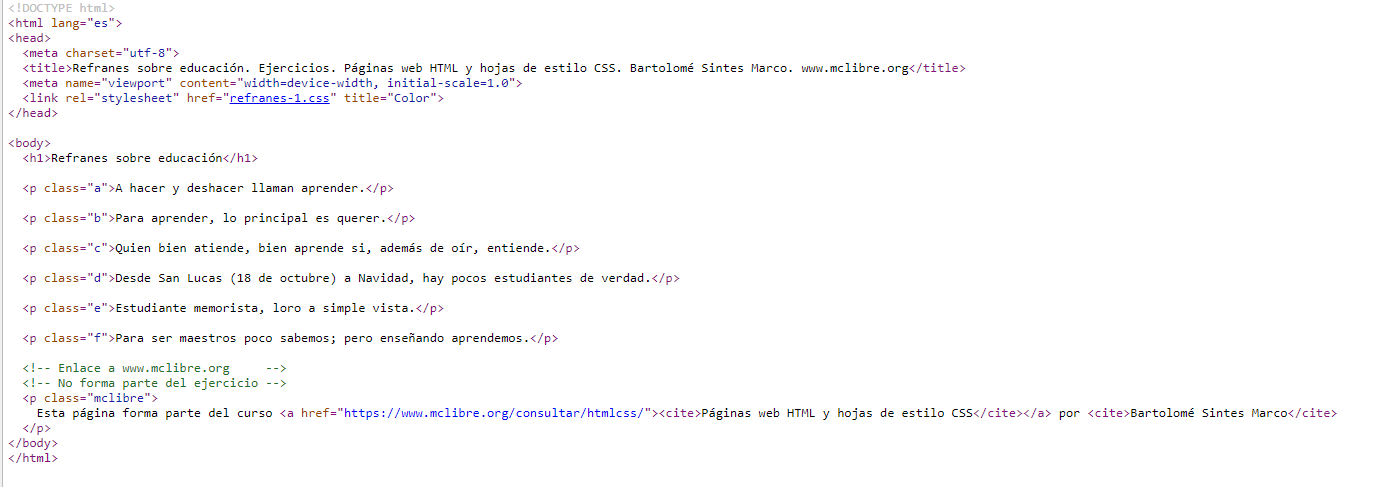 <!DOCTYPE html>
<html lang="es">
<head>
  <meta charset="utf-8">
  <title>Refranes sobre educación. Ejercicios. Páginas web HTML y hojas de estilo CSS. Bartolomé Sintes Marco. www.mclibre.org</title>
  <meta name="viewport" content="width=device-width, initial-scale=1.0">
  <link rel="stylesheet" href="refranes-1.css" title="Color">
</head>

<body>
  <h1>Refranes sobre educación</h1>

  <p class="a">A hacer y deshacer llaman aprender.</p>

  <p class="b">Para aprender, lo principal es querer.</p>

  <p class="c">Quien bien atiende, bien aprende si, además de oír, entiende.</p>

  <p class="d">Desde San Lucas (18 de octubre) a Navidad, hay pocos estudiantes de verdad.</p>

  <p class="e">Estudiante memorista, loro a simple vista.</p>

  <p class="f">Para ser maestros poco sabemos; pero enseñando aprendemos.</p>

  <!-- Enlace a www.mclibre.org     -->
  <!-- No forma parte del ejercicio -->
  <p class="mclibre">
    Esta página forma parte del curso <a href="https://www.mclibre.org/consultar/htmlcss/"><cite>Páginas web HTML y hojas de estilo CSS</cite></a> por <cite>Bartolomé Sintes Marco</cite>
  </p>
</body>
</html>